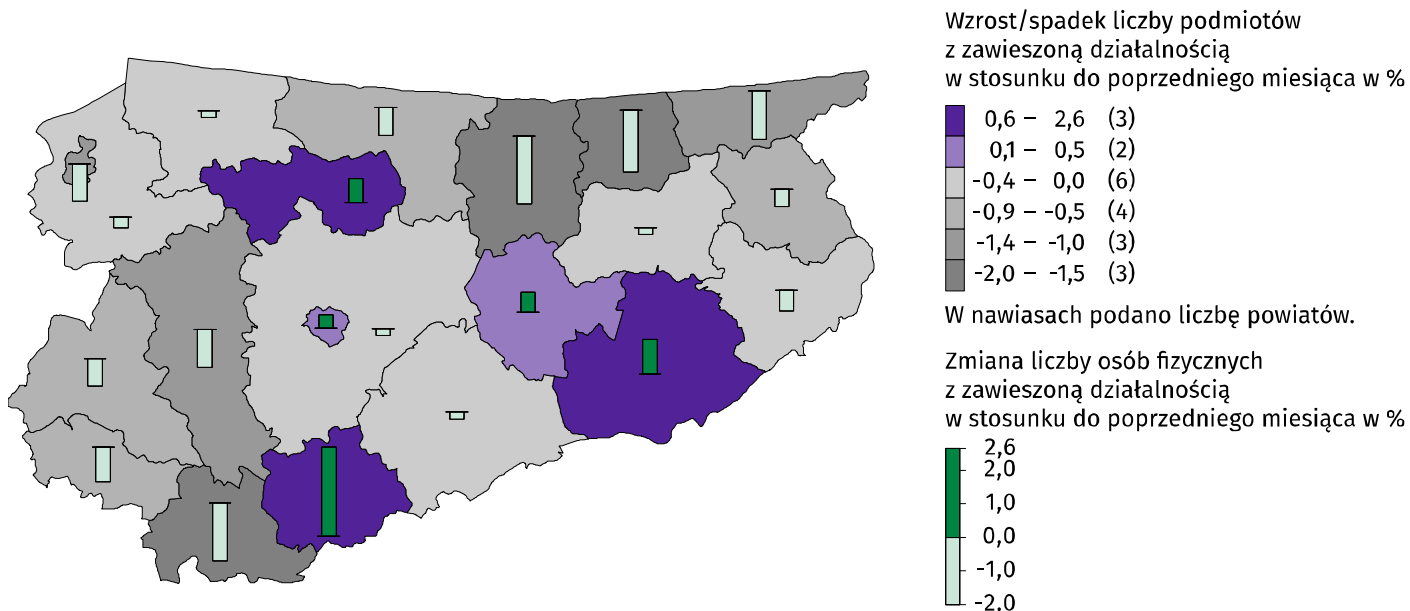 Wzrost/spadek liczby podmiotów
z zawieszoną działalnością
w stosunku do poprzedniego miesiąca w %
0,6 – 2,6 (3)
0,1 – 0,5 (2)
-0,4 – 0,0 (6)
-0,9 – -0,5 (4)
-1,4 – -1,0 (3)
-2,0 – -1,5 (3)
W nawiasach podano liczbę powiatów.
Zmiana liczby osób fizycznych
z zawieszoną działalnością
w stosunku do poprzedniego miesiąca w %
2,6
2,0
1,0
0,0
-1,0
-2.0